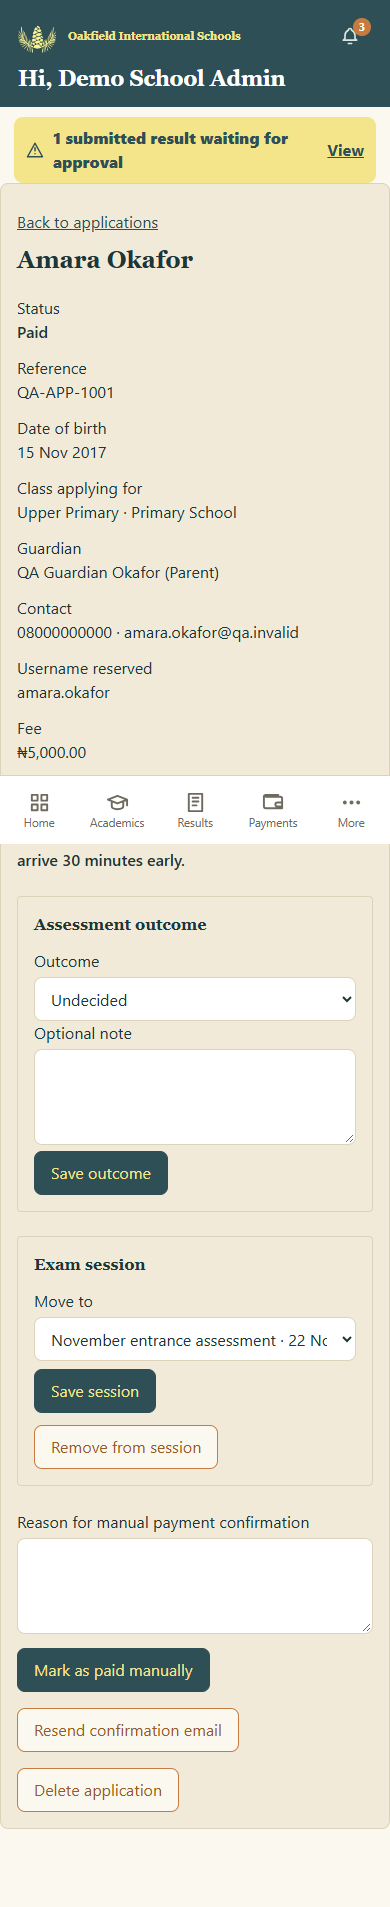 Oakfield International Schools
3
Hi, Demo School Admin
1 submitted result waiting for
approval
View
Back to applications
Amara Okafor
Status
Paid
Reference
QA-APP-1001
Date of birth
15 Nov 2017
Class applying for
Upper Primary · Primary School
Guardian
QA Guardian Okafor (Parent)
Contact
08000000000 · amara.okafor@qa.invalid
Username reserved
amara.okafor
Fee
₦5,000.00
Home
Academics
Results
Payments
More
arrive 30 minutes early.
Assessment outcome
Outcome
Undecided
Optional note
Save outcome
Exam session
Move to
November entrance assessment · 22 No
Save session
Remove from session
Reason for manual payment confirmation
Mark as paid manually
Resend confirmation email
Delete application